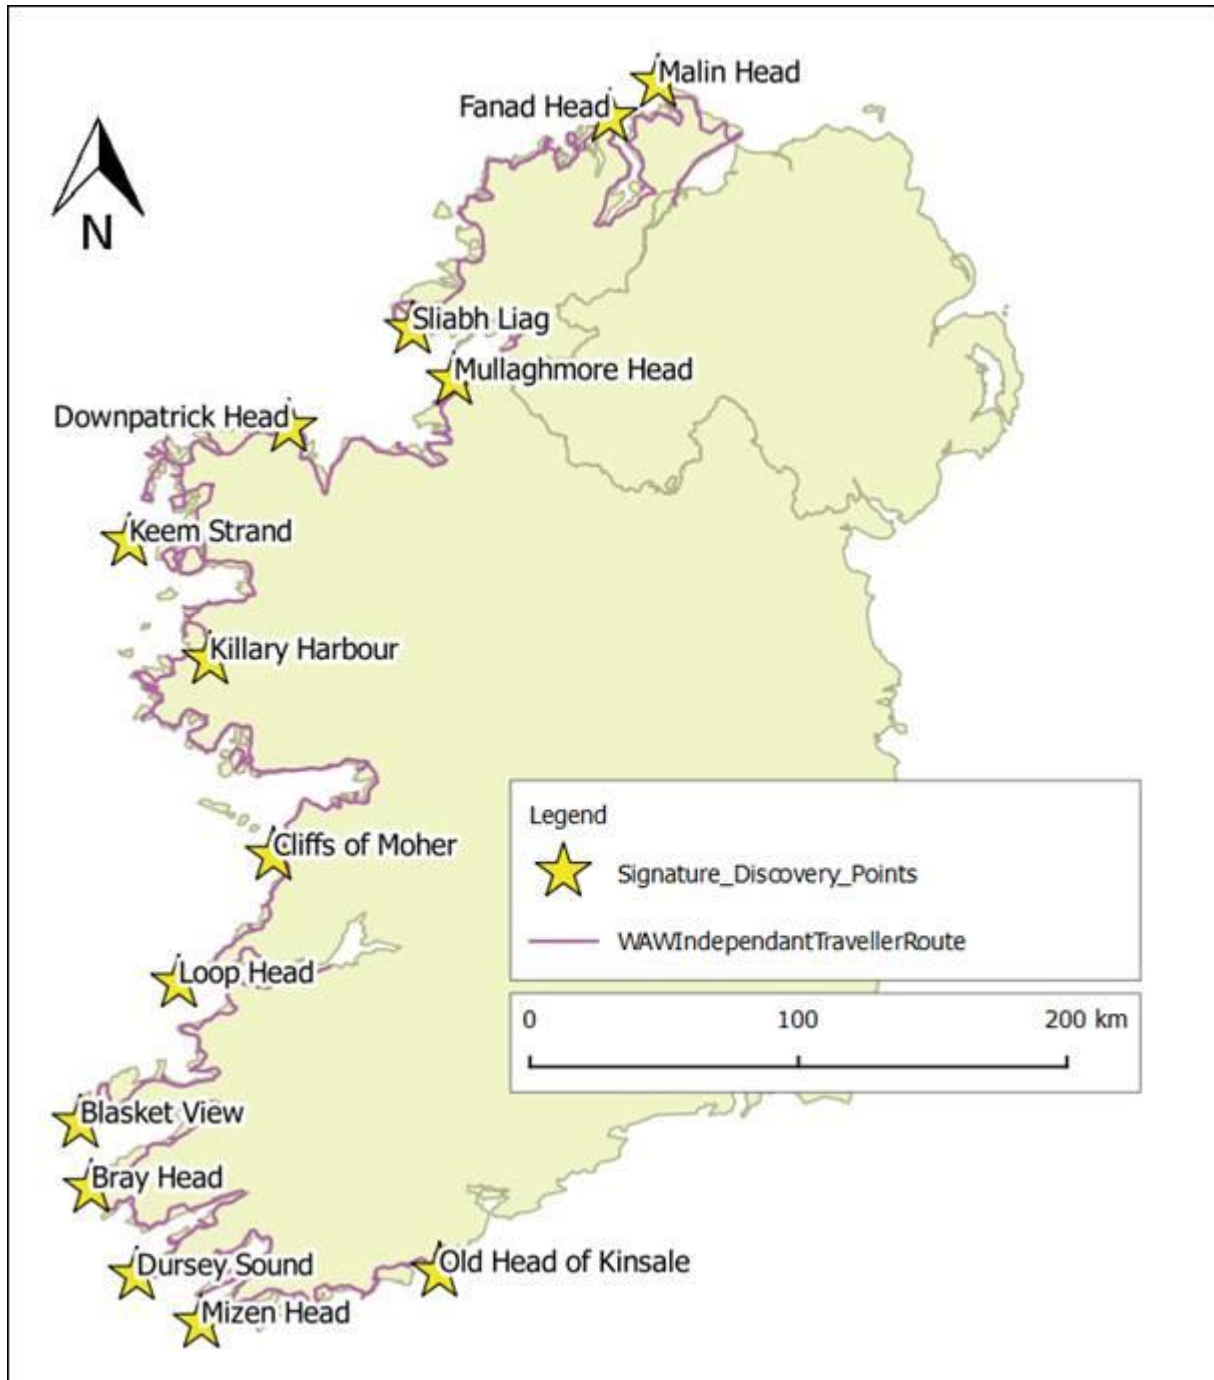 Malin Head
Fanad Head
N
Sliabh Liag
Mullaghmore Head
Downpatrick Head
Keem Strand
Killary Harbour
Legend
Cliffs of Moher
Signature_Discovery_Points
WAWIndependantTravellerRoute
Loop Head
0 100 200 km
Blasket View
Bray Head
Dursey Sound
Old Head of Kinsale
Mizen Head